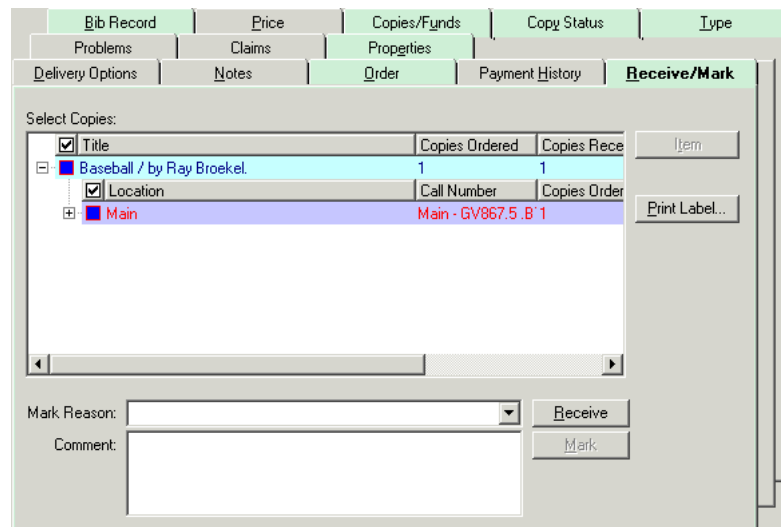 Bib Record Price Copies/Funds Copy Status Type
Problems Claims Properties
Delivery Options Notes Order Payment History Receive/Mark
Select Copies:
Title Copies Ordered Copies Rece
Item
Baseball / by Ray Broekel. 1 1
Location Call Number Copies Order
Main Main - GV867.5 .B 1
Print Label...
Mark Reason: Receive
Comment: Mark